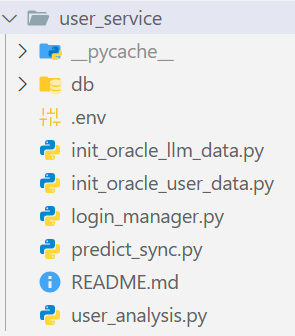 user_service
__pycache__
db
.env
init_oracle_llm_data.py
init_oracle_user_data.py
login_manager.py
predict_sync.py
README.md
user_analysis.py